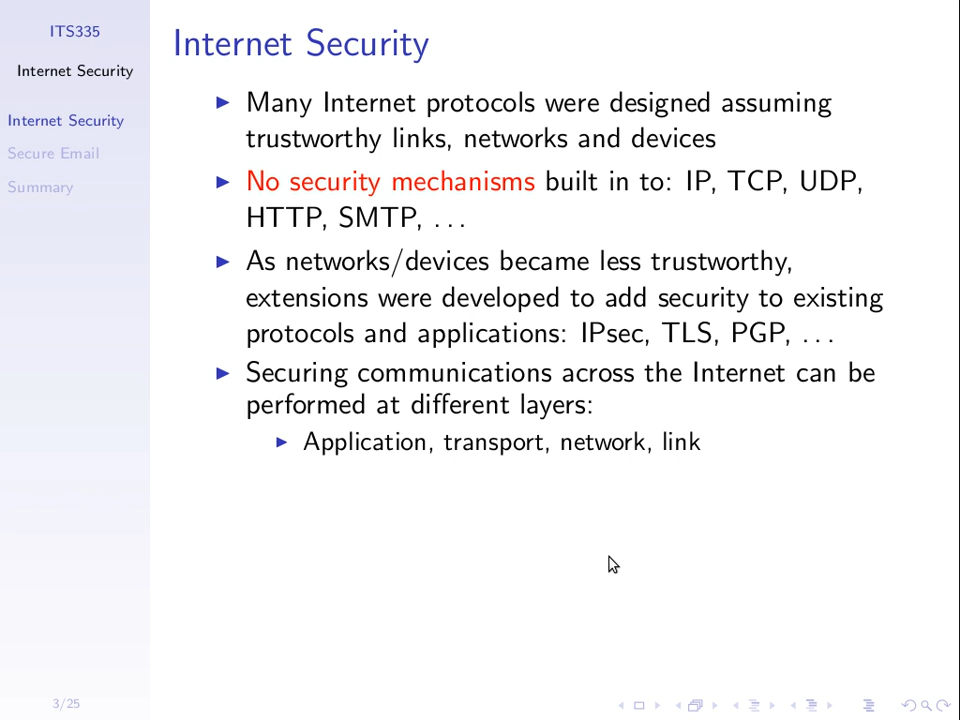 ITS335
Internet Security
Internet Security
Secure Email
Summary
Internet Security
Many Internet protocols were designed assuming
trustworthy links, networks and devices
No security mechanisms built in to: IP, TCP, UDP,
HTTP, SMTP, ...
As networks/devices became less trustworthy,
extensions were developed to add security to existing
protocols and applications: IPsec, TLS, PGP, ...
Securing communications across the Internet can be
performed at different layers:
Application, transport, network, link
3/25